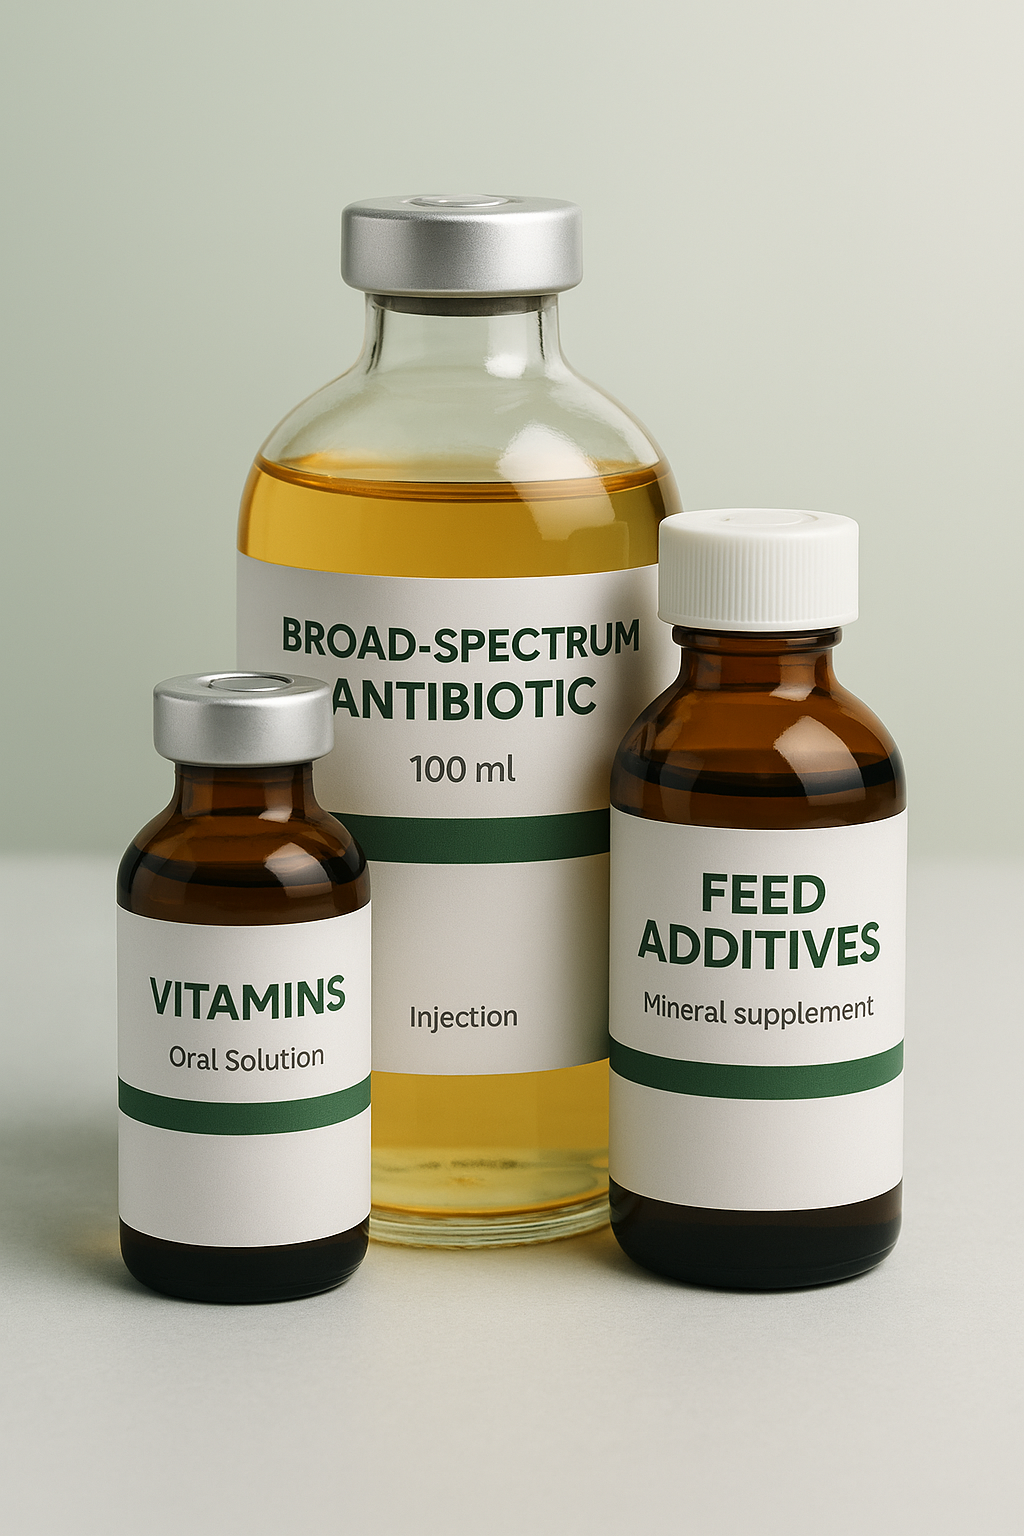 BROAD-SPECTRUM
ANTIBIOTIC
100 ml
Injection
VITAMINS
Oral Solution
FEED
ADDITIVES
Mineral supplement